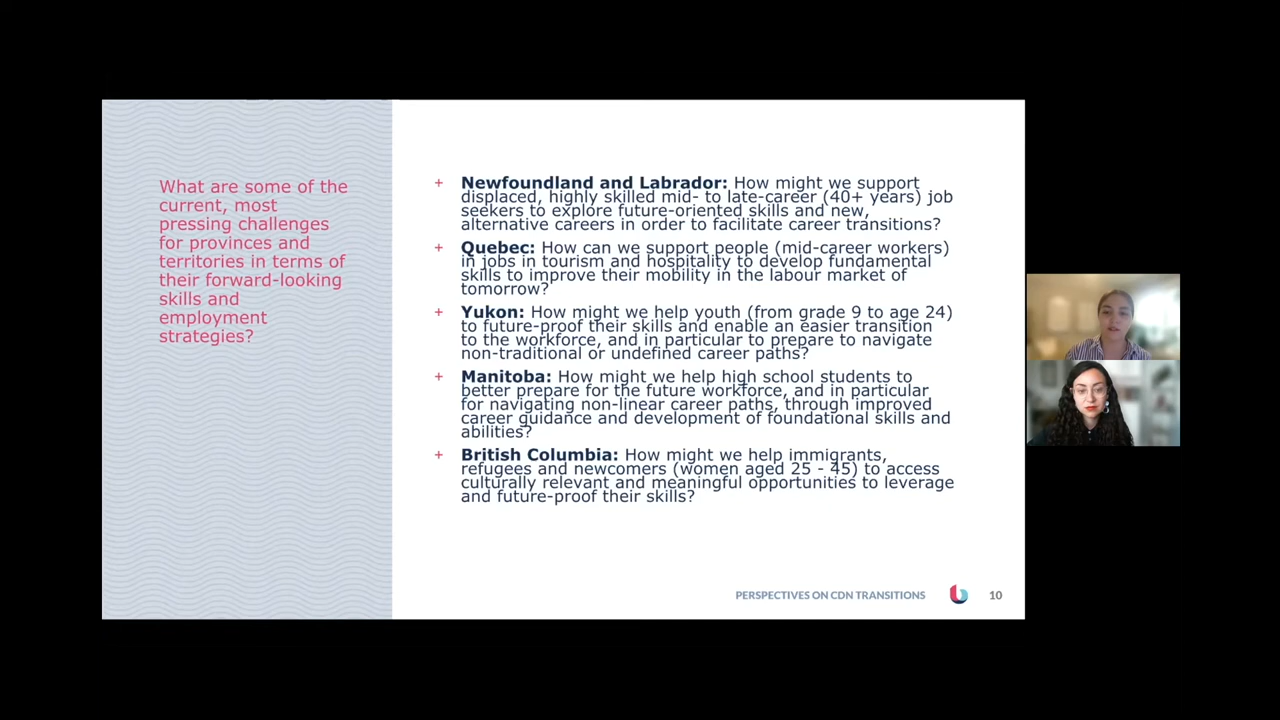 What are some of the
current, most
pressing challenges
for provinces and
territories in terms of
their forward-looking
skills and
employment
strategies?
+ Newfoundland and Labrador: How might we support
displaced, highly skilled mid- to late-career (40+ years) job
seekers to explore future-oriented skills and new,
alternative careers in order to facilitate career transitions?
+ Quebec: How can we support people (mid-career workers)
in jobs in tourism and hospitality to develop fundamental
skills to improve their mobility in the labour market of
tomorrow?
+ Yukon: How might we help youth (from grade 9 to age 24)
to future-proof their skills and enable an easier transition
to the workforce, and in particular to prepare to navigate
non-traditional or undefined career paths?
+ Manitoba: How might we help high school students to
better prepare for the future workforce, and in particular
for navigating non-linear career paths, through improved
career guidance and development of foundational skills and
abilities?
+ British Columbia: How might we help immigrants,
refugees and newcomers (women aged 25 - 45) to access
culturally relevant and meaningful opportunities to leverage
and future-proof their skills?
PERSPECTIVES ON CDN TRANSITIONS 10